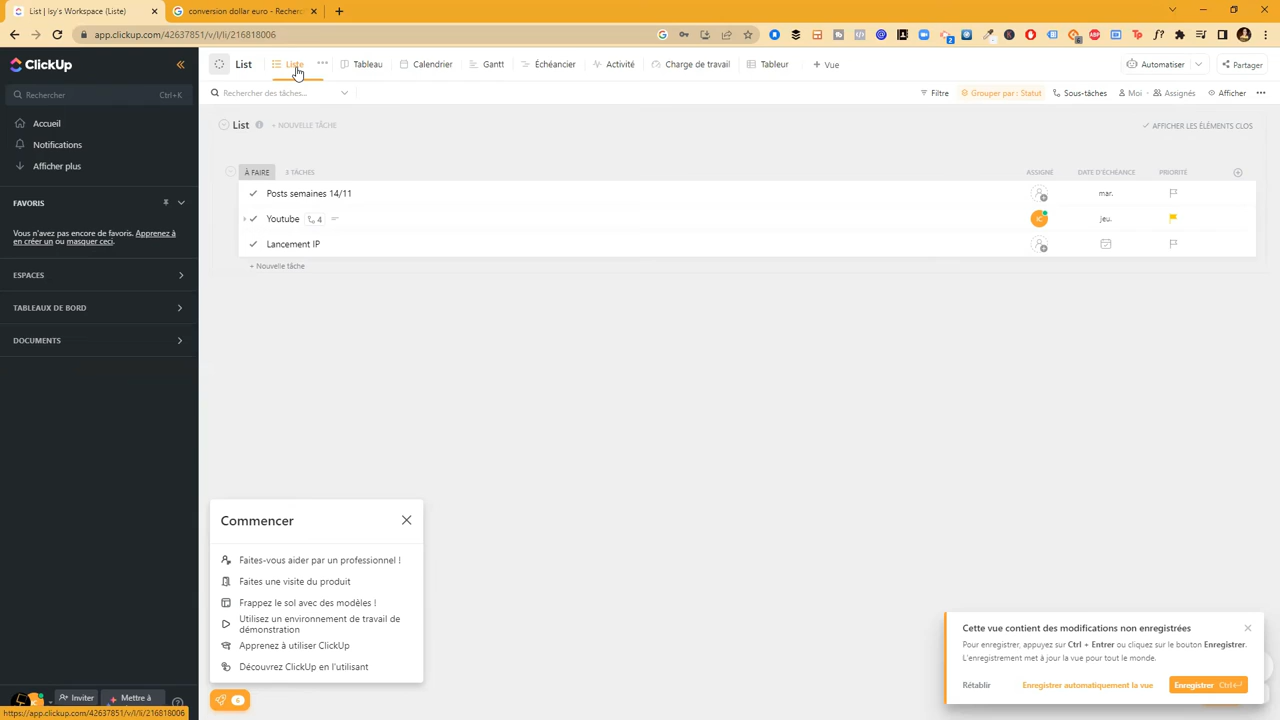 List | Isy's Workspace (Liste)
conversion dollar euro - Recherc
app.clickup.com/42637851/v/l/li/216818006
ClickUp
List
Liste
Tableau
Calendrier
Gantt
Échéancier
Activité
Charge de travail
Tableur
+ Vue
Automatiser
Partager
Rechercher
Ctrl+K
Rechercher des tâches...
Filtre
Grouper par : Statut
Sous-tâches
Moi
Assignés
Afficher
Accueil
Notifications
Afficher plus
List
+ NOUVELLE TÂCHE
AFFICHER LES ÉLÉMENTS CLOS
À FAIRE
3 TÂCHES
ASSIGNÉ
DATE D'ÉCHÉANCE
PRIORITÉ
Posts semaines 14/11
mar.
Youtube
4
IC
jeu.
Lancement IP
+ Nouvelle tâche
FAVORIS
Vous n'avez pas encore de favoris. Apprenez à
en créer un ou masquer ceci.
ESPACES
TABLEAUX DE BORD
DOCUMENTS
Commencer
Faites-vous aider par un professionnel !
Faites une visite du produit
Frappez le sol avec des modèles !
Utilisez un environnement de travail de
démonstration
Apprenez à utiliser ClickUp
Découvrez ClickUp en l'utilisant
6
Cette vue contient des modifications non enregistrées
Pour enregistrer, appuyez sur Ctrl + Entrer ou cliquez sur le bouton Enregistrer.
L'enregistrement met à jour la vue pour tout le monde.
Rétablir
Enregistrer automatiquement la vue
Enregistrer
Inviter
Mettre à
https://app.clickup.com/42637851/v/l/li/216818006